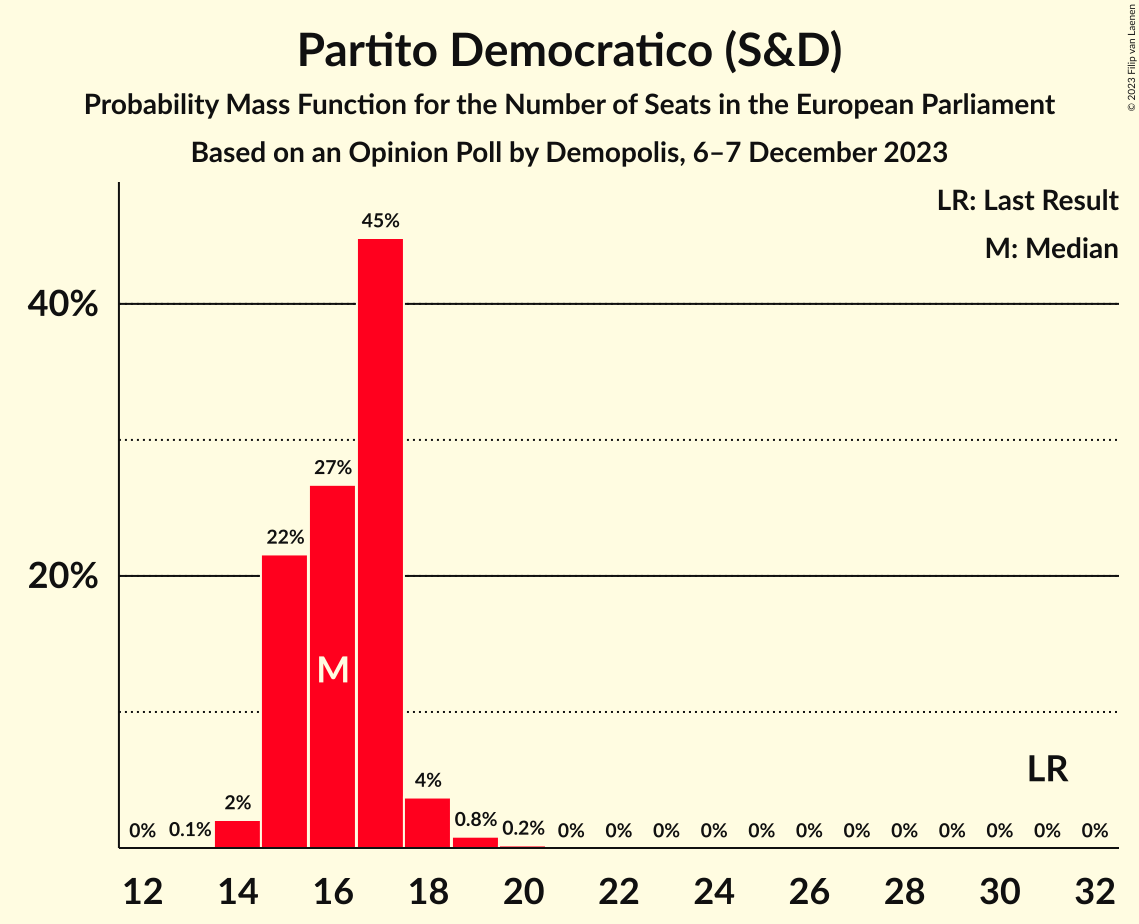 Partito Democratico (S&D)
Probability Mass Function for the Number of Seats in the European Parliament
Based on an Opinion Poll by Demopolis, 6–7 December 2023
© 2023 Filip van Laenen
LR: Last Result
M: Median
40%
20%
0%
0.1%
2%
22%
27%
45%
4%
0.8%
0.2%
0%
0%
0%
0%
0%
0%
0%
0%
0%
0%
0%
0%
M
LR
12 14 16 18 20 22 24 26 28 30 32